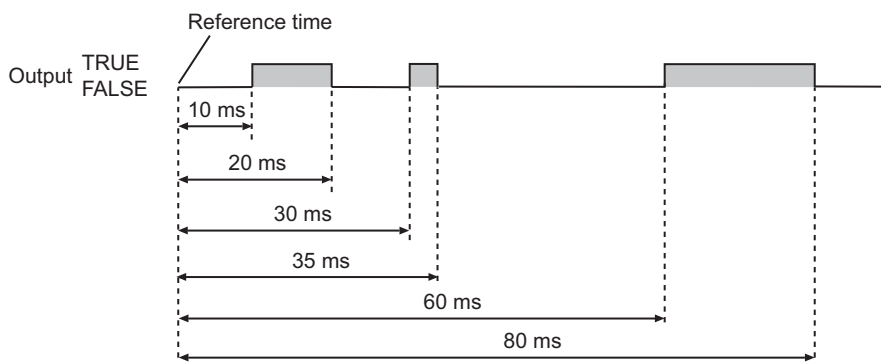 Reference time
Output TRUE
FALSE
10 ms
20 ms
30 ms
35 ms
60 ms
80 ms